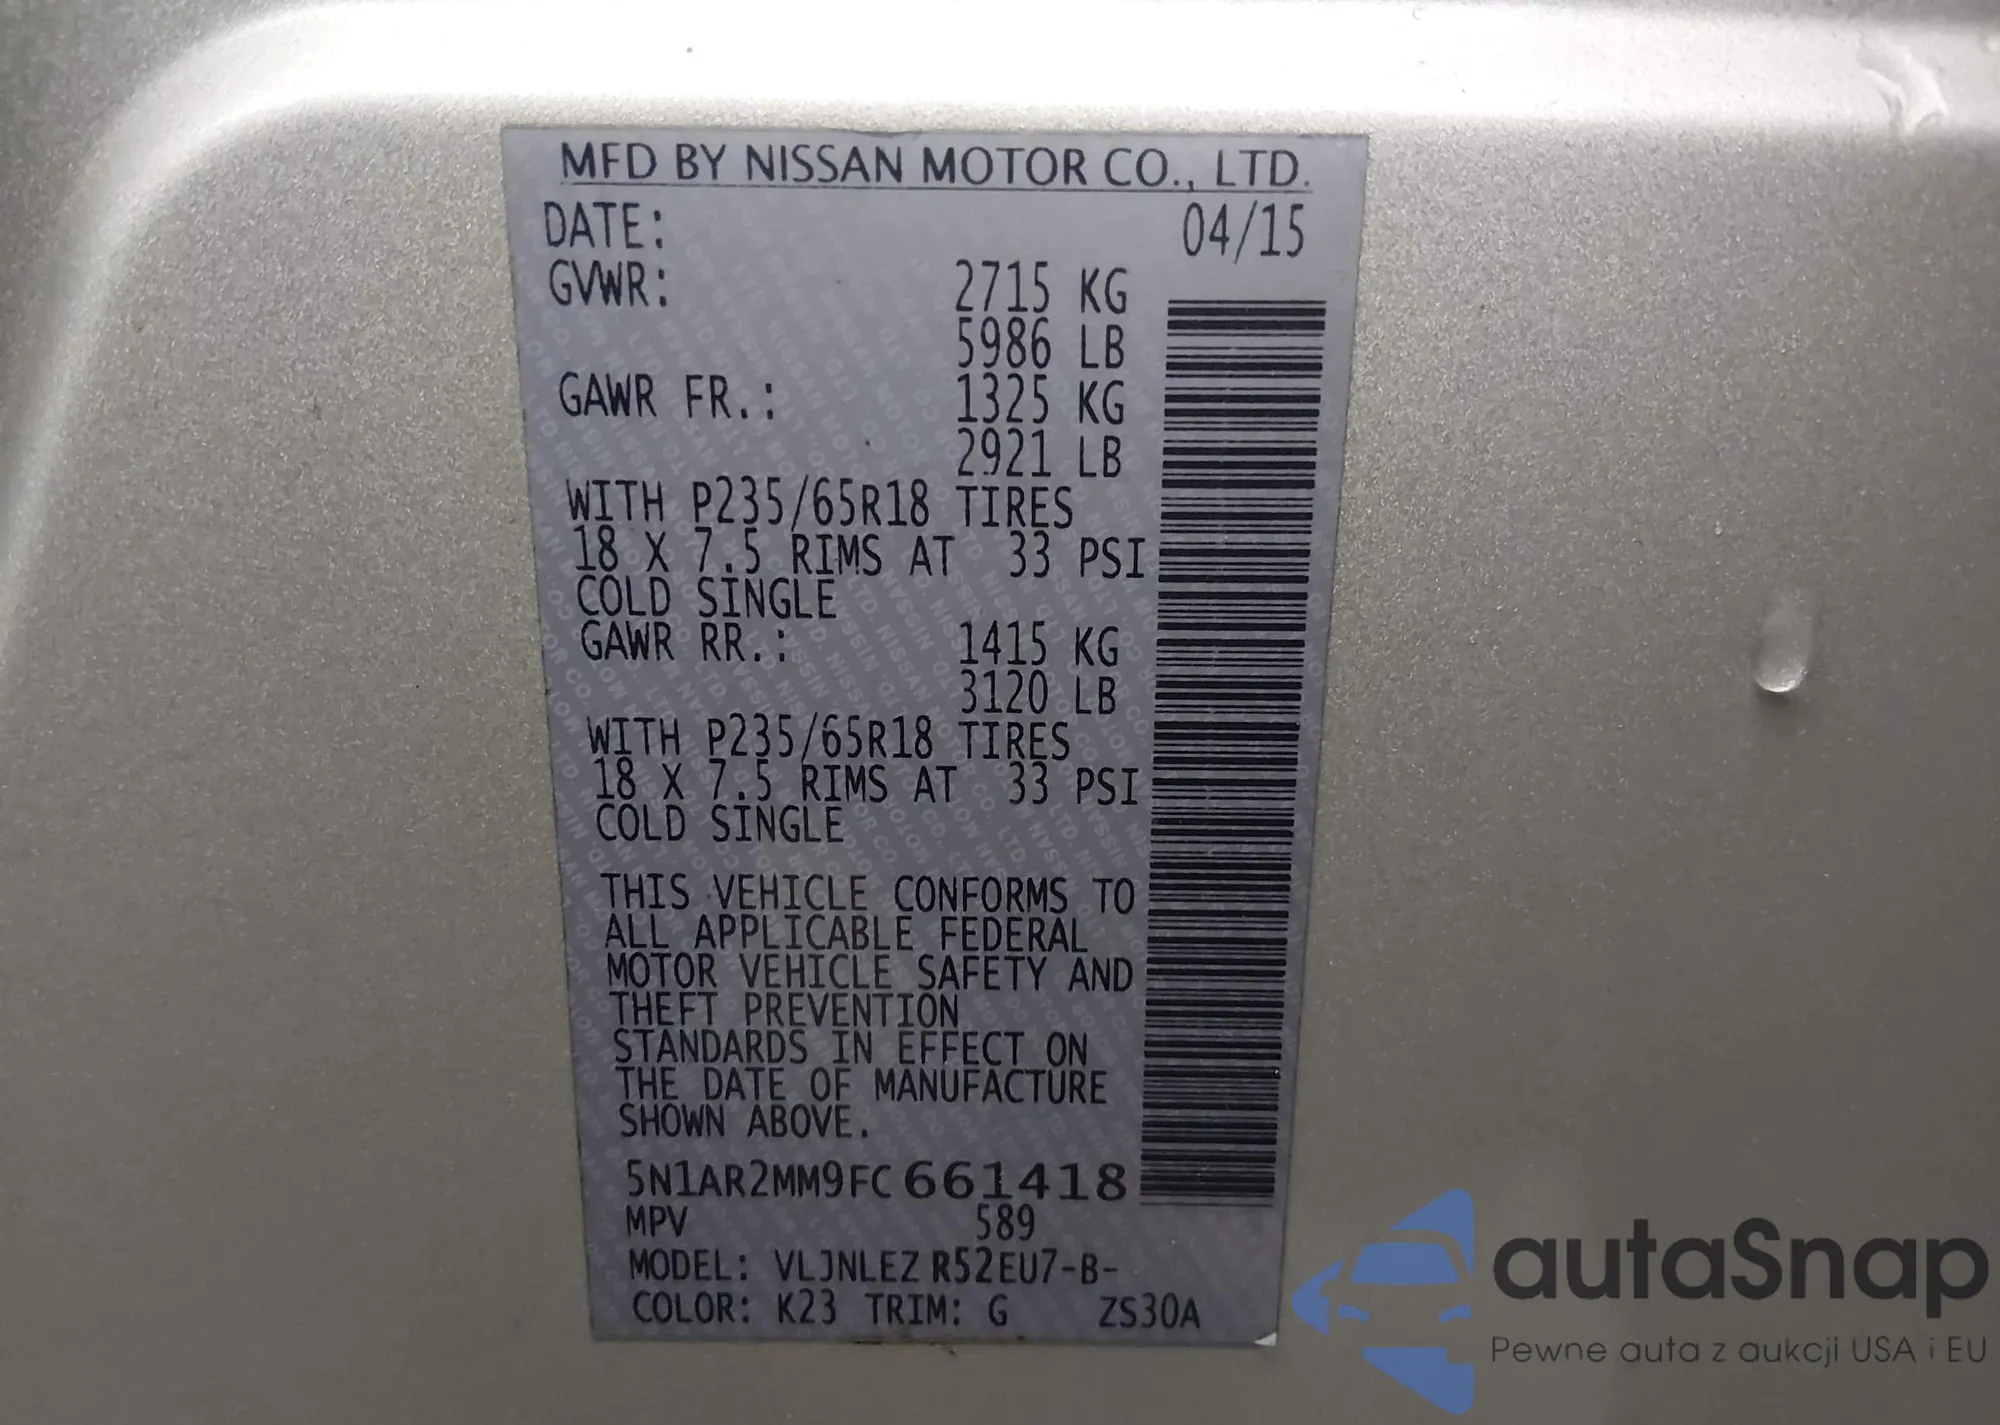 MFD BY NISSAN MOTOR CO., LTD.
DATE: 04/15
GVWR: 2715 KG
5986 LB
GAWR FR.: 1325 KG
2921 LB
WITH P235/65R18 TIRES
18 X 7.5 RIMS AT 33 PSI
COLD SINGLE
GAWR RR.: 1415 KG
3120 LB
WITH P235/65R18 TIRES
18 X 7.5 RIMS AT 33 PSI
COLD SINGLE
THIS VEHICLE CONFORMS TO
ALL APPLICABLE FEDERAL
MOTOR VEHICLE SAFETY AND
THEFT PREVENTION
STANDARDS IN EFFECT ON
THE DATE OF MANUFACTURE
SHOWN ABOVE.
5N1AR2MM9FC661418
MPV 589
MODEL: VLJNLEZ R52EU7-B-
COLOR: K23 TRIM: G ZS30A
autaSnap
Pewne auta z aukcji USA i EU